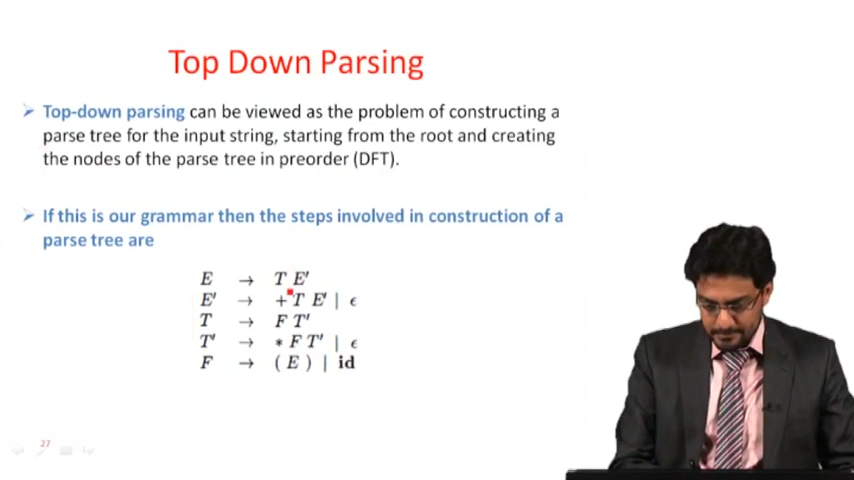 Top Down Parsing
Top-down parsing can be viewed as the problem of constructing a
parse tree for the input string, starting from the root and creating
the nodes of the parse tree in preorder (DFT).
If this is our grammar then the steps involved in construction of a
parse tree are
E → T E′
E′ → +T E′ | ϵ
T → F T′
T′ → * F T′ | ϵ
F → ( E ) | id
27